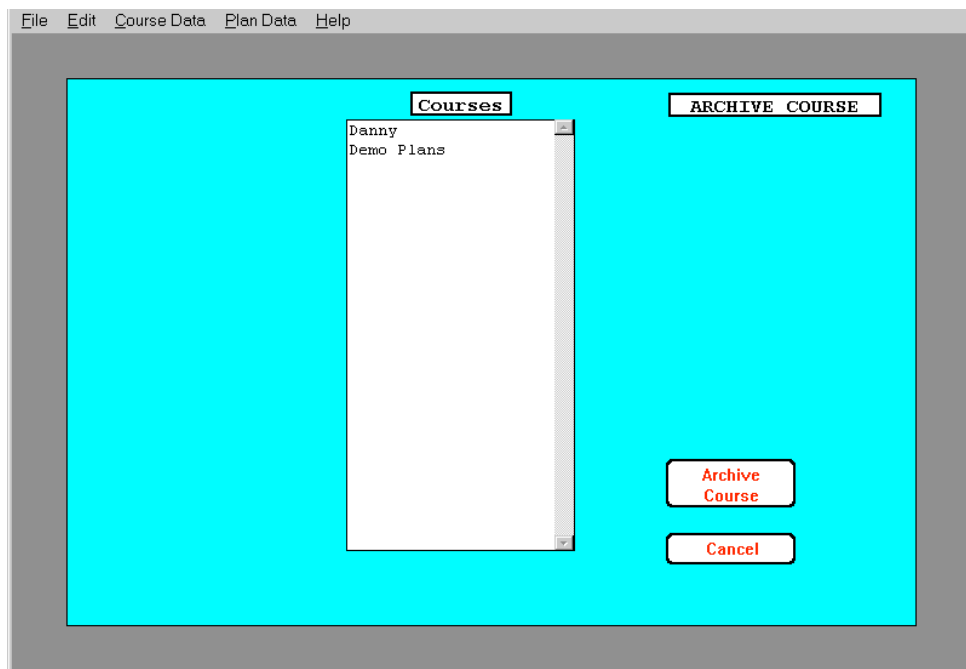 File Edit Course Data Plan Data Help
Courses
ARCHIVE COURSE
Danny
Demo Plans
Archive
Course
Cancel